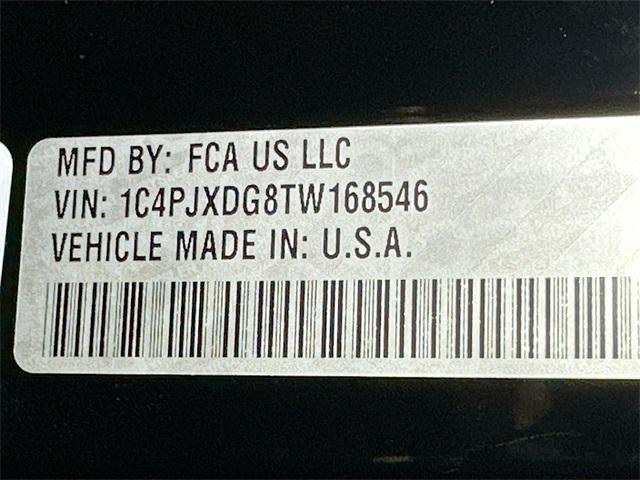 MFD BY: FCA US LLC
VIN: 1C4PJXDG8TW168546
VEHICLE MADE IN: U.S.A.